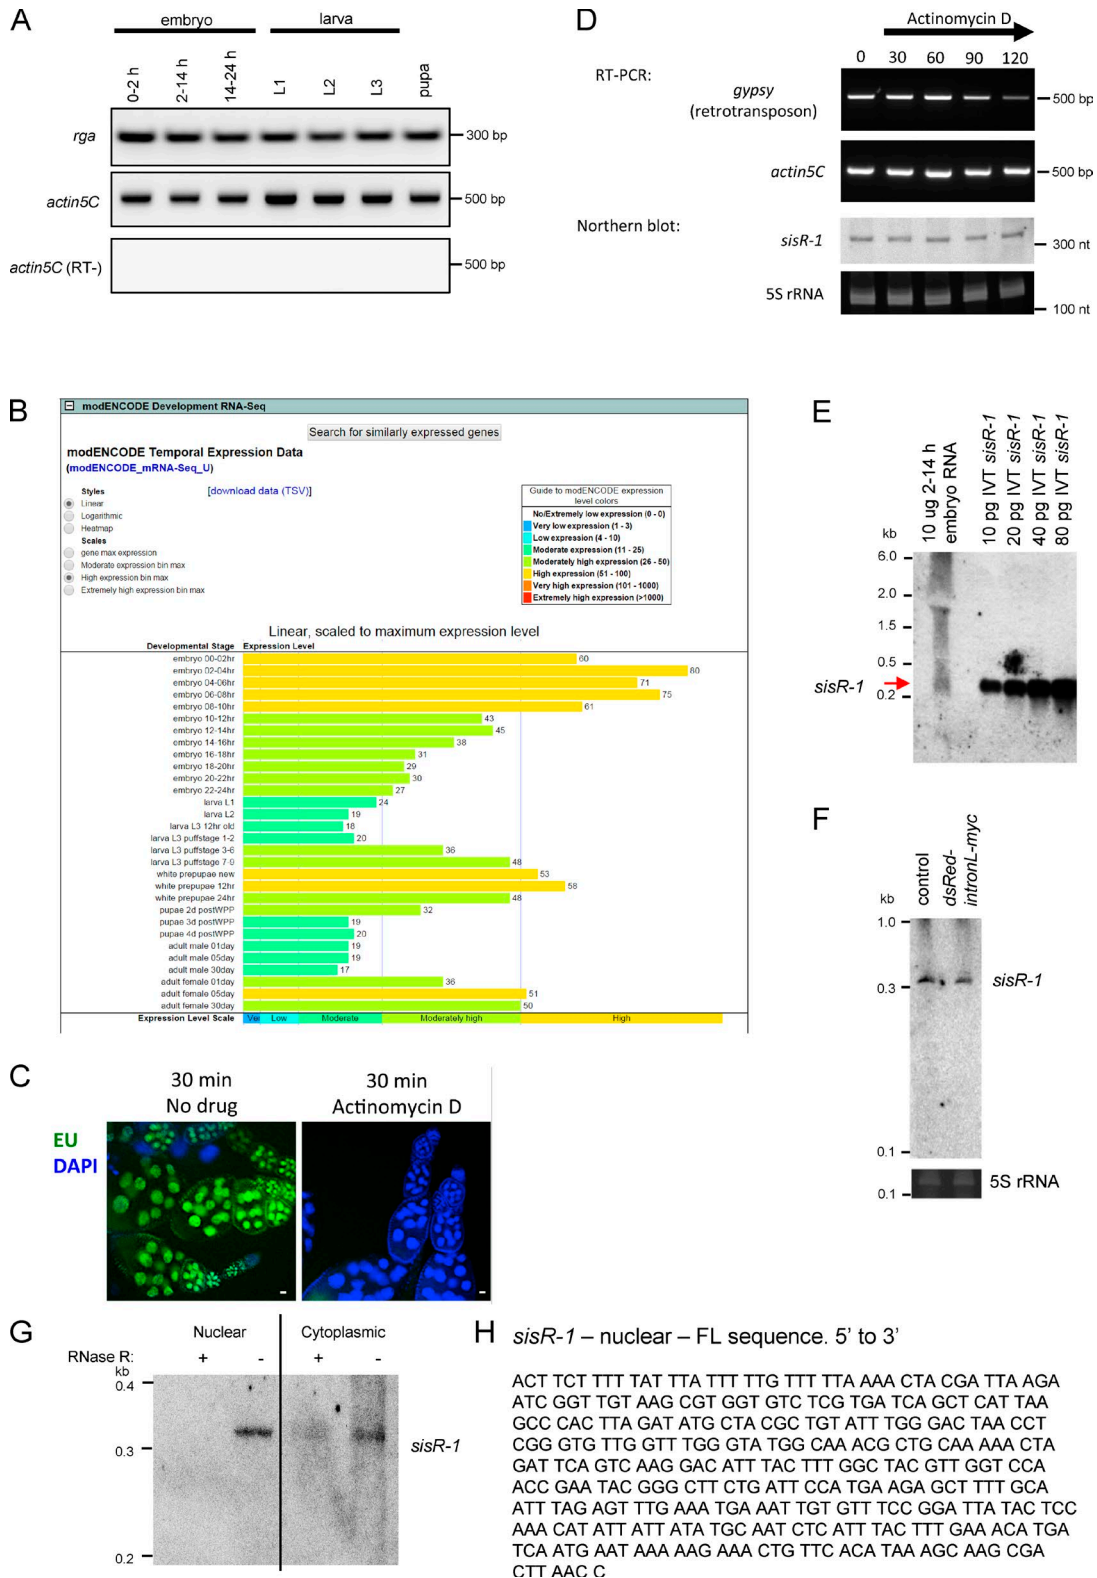 A
embryo
larva
0-2 h
2-14 h
14-24 h
L1
L2
L3
pupa
rga
300 bp
actin5C
500 bp
actin5C (RT-)
500 bp
D
Actinomycin D
RT-PCR:
0 30 60 90 120
gypsy
(retrotransposon)
500 bp
actin5C
500 bp
Northern blot:
sisR-1
300 nt
5S rRNA
100 nt
B
modENCODE Development RNA-Seq
Search for similarly expressed genes
modENCODE Temporal Expression Data
(modENCODE_mRNA-Seq_U)
Styles
Linear
Logarithmic
Heatmap
Scales
gene max expression
Moderate expression bin max
High expression bin max
Extremely high expression bin max
[download data (TSV)]
Guide to modENCODE expression
level colors
No/Extremely low expression (0 - 0)
Very low expression (1 - 3)
Low expression (4 - 10)
Moderate expression (11 - 25)
Moderately high expression (26 - 50)
High expression (51 - 100)
Very high expression (101 - 1000)
Extremely high expression (>1000)
Linear, scaled to maximum expression level
Developmental Stage Expression Level
embryo 00-02hr 60
embryo 02-04hr 80
embryo 04-06hr 71
embryo 06-08hr 75
embryo 08-10hr 61
embryo 10-12hr 43
embryo 12-14hr 45
embryo 14-16hr 38
embryo 16-18hr 31
embryo 18-20hr 29
embryo 20-22hr 30
embryo 22-24hr 27
larva L1 24
larva L2 19
larva L3 12hr old 18
larva L3 puffstage 1-2 20
larva L3 puffstage 3-6 36
larva L3 puffstage 7-9 48
white prepupae new 53
white prepupae 12hr 58
white prepupae 24hr 48
pupae 2d postWPP 32
pupae 3d postWPP 19
pupae 4d postWPP 20
adult male 01day 19
adult male 05day 19
adult male 30day 17
adult female 01day 36
adult female 05day 51
adult female 30day 50
Expression Level Scale Ver Low Moderate Moderately high High
E
10 ug 2-14 h
embryo RNA
10 pg IVT sisR-1
20 pg IVT sisR-1
40 pg IVT sisR-1
80 pg IVT sisR-1
kb
6.0
2.0
1.5
0.5
0.2
sisR-1
F
control
dsRed-
intronL-myc
kb
1.0
0.3
sisR-1
0.1
0.1
5S rRNA
C
30 min
No drug
30 min
Actinomycin D
EU
DAPI
G
Nuclear Cytoplasmic
RNase R: + - + -
kb
0.4
0.3
0.2
sisR-1
H
sisR-1 – nuclear – FL sequence. 5' to 3'
ACT TCT TTT TAT TTA TTT TTG TTT TTA AAA CTA CGA TTA AGA
ATC GGT TGT AAG CGT GGT GTC TCG TGA TCA GCT CAT TAA
GCC CAC TTA GAT ATG CTA CGC TGT ATT TGG GAC TAA CCT
CGG GTG TTG GTT TGG GTA TGG CAA ACG CTG CAA AAA CTA
GAT TCA GTC AAG GAC ATT TAC TTT GGC TAC GTT GGT CCA
ACC GAA TAC GGG GCT TCT GAT TCC ATG AAG AGC TTT TGC A
ATT TAG AGT TTG AAA TGA AAT TGT GTT TCC GGA TTA TAC TCC
AAA CAT ATT ATT ATA TGC AAT CTC ATT TAC TTT GAA ACA TGA
TCA ATG AAT AAA AAG AAA CTG TTC ACA TAA AGC AAG CGA
CTT AAC C